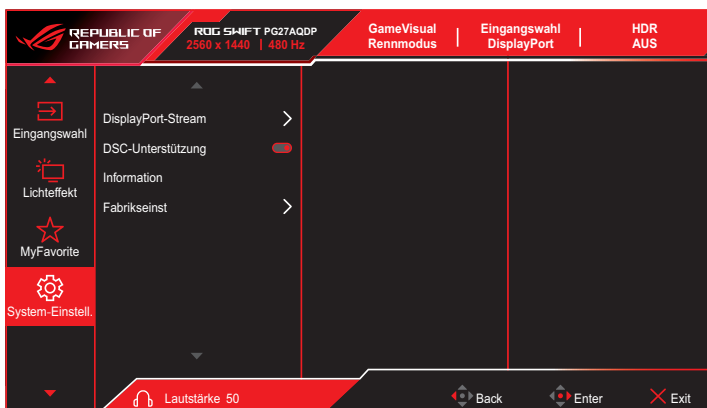 REPUBLIC OF
GAMERS
ROG SWIFT PG27AQDP
2560 x 1440 | 480 Hz
GameVisual
Rennmodus
Eingangswahl
DisplayPort
HDR
AUS
Eingangswahl
Lichteffekt
MyFavorite
System-Einstell.
DisplayPort-Stream
DSC-Unterstützung
Information
Fabrikseinst
Lautstärke 50
Back
Enter
Exit